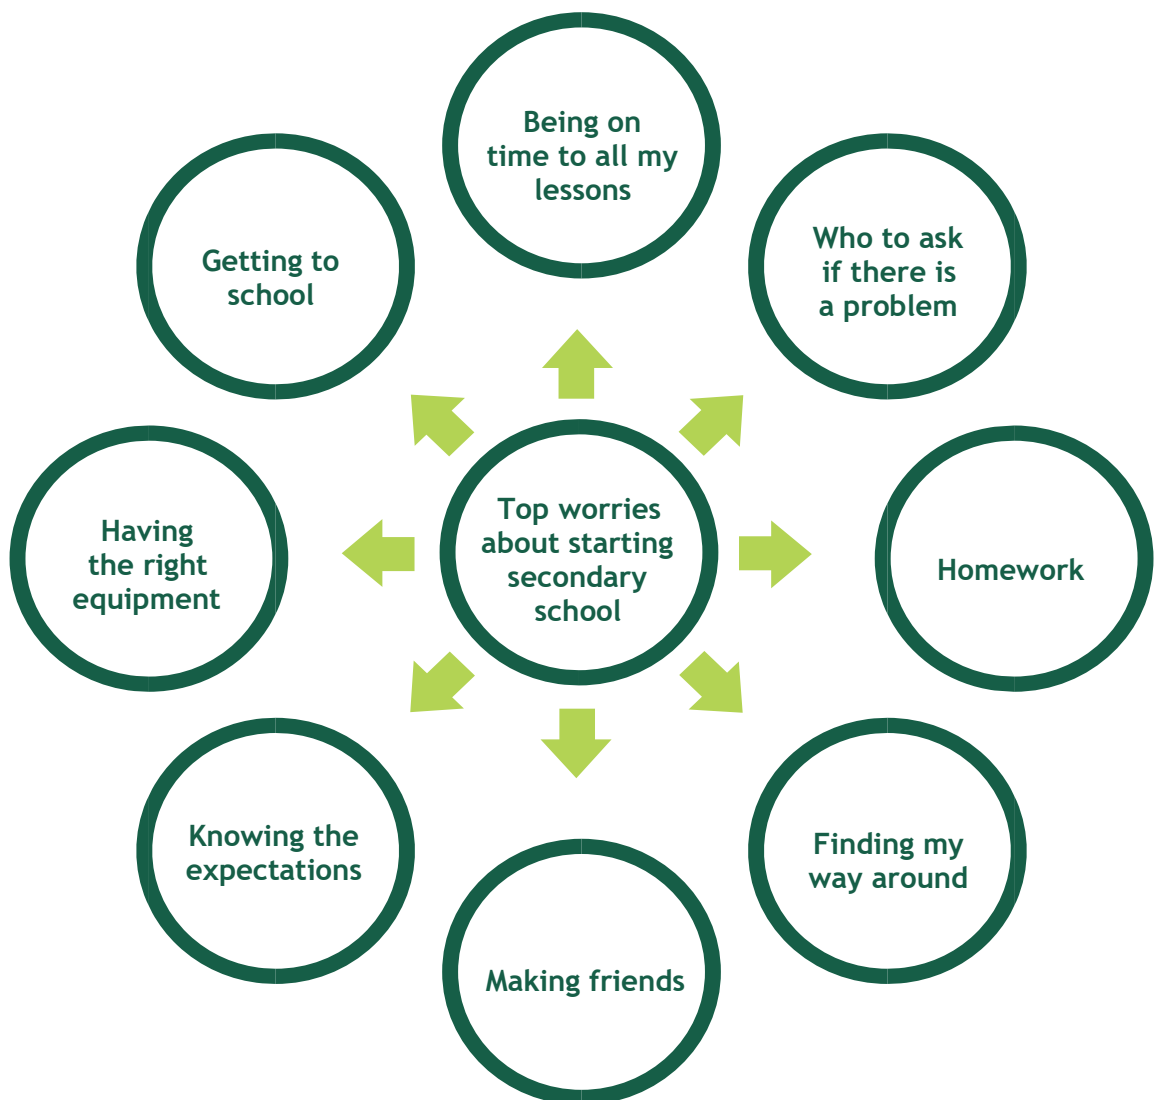 Being on
time to all my
lessons
Who to ask
if there is
a problem
Homework
Finding my
way around
Making friends
Knowing the
expectations
Having
the right
equipment
Getting to
school
Top worries
about starting
secondary
school